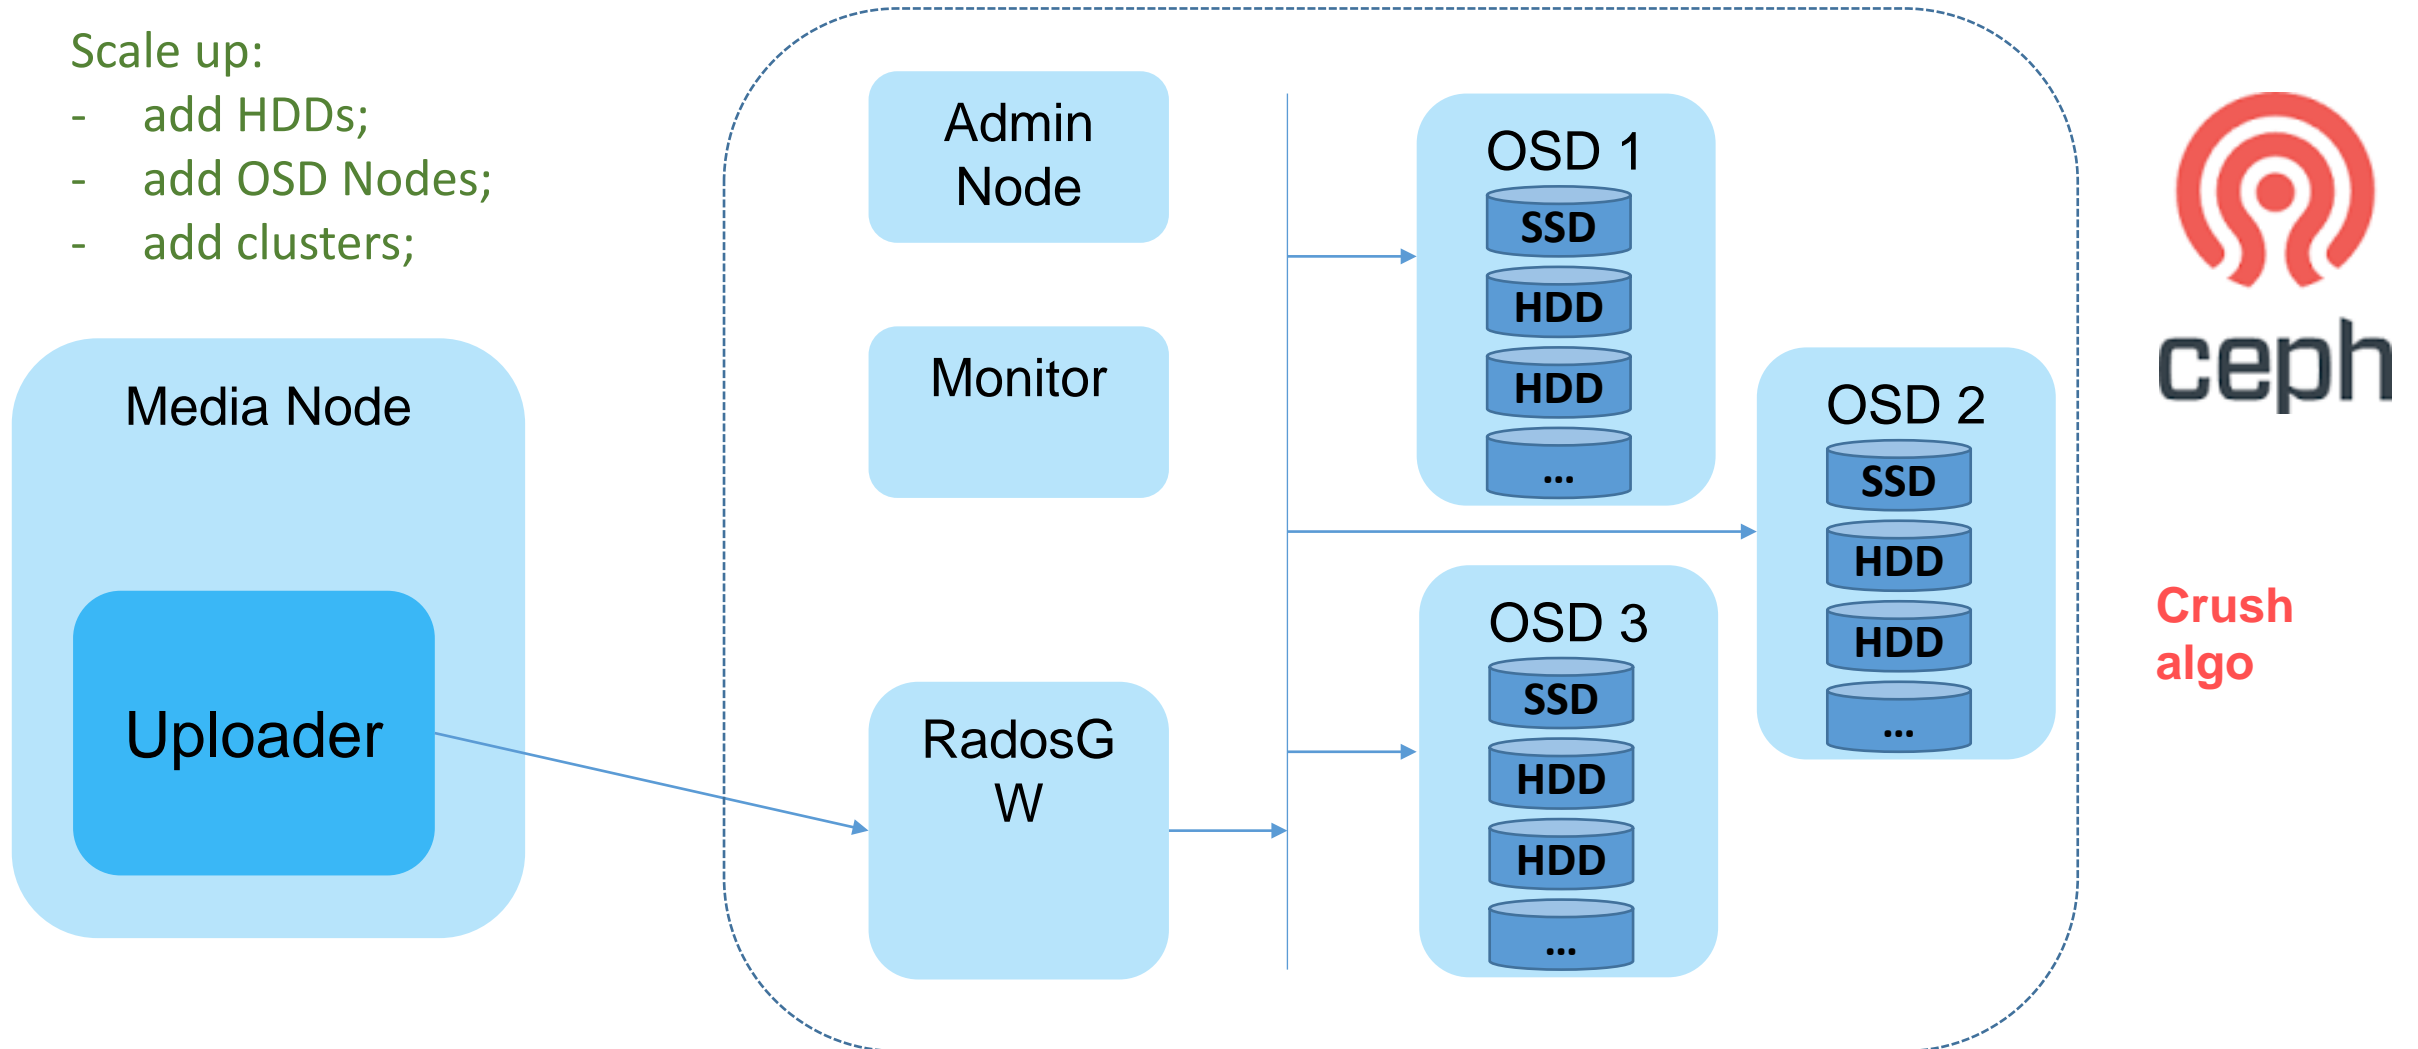 Scale up:
- add HDDs;
- add OSD Nodes;
- add clusters;
Media Node
Uploader
Admin
Node
Monitor
RadosG
W
OSD 1
SSD
HDD
HDD
...
OSD 2
SSD
HDD
HDD
...
OSD 3
SSD
HDD
HDD
...
ceph
Crush
algo